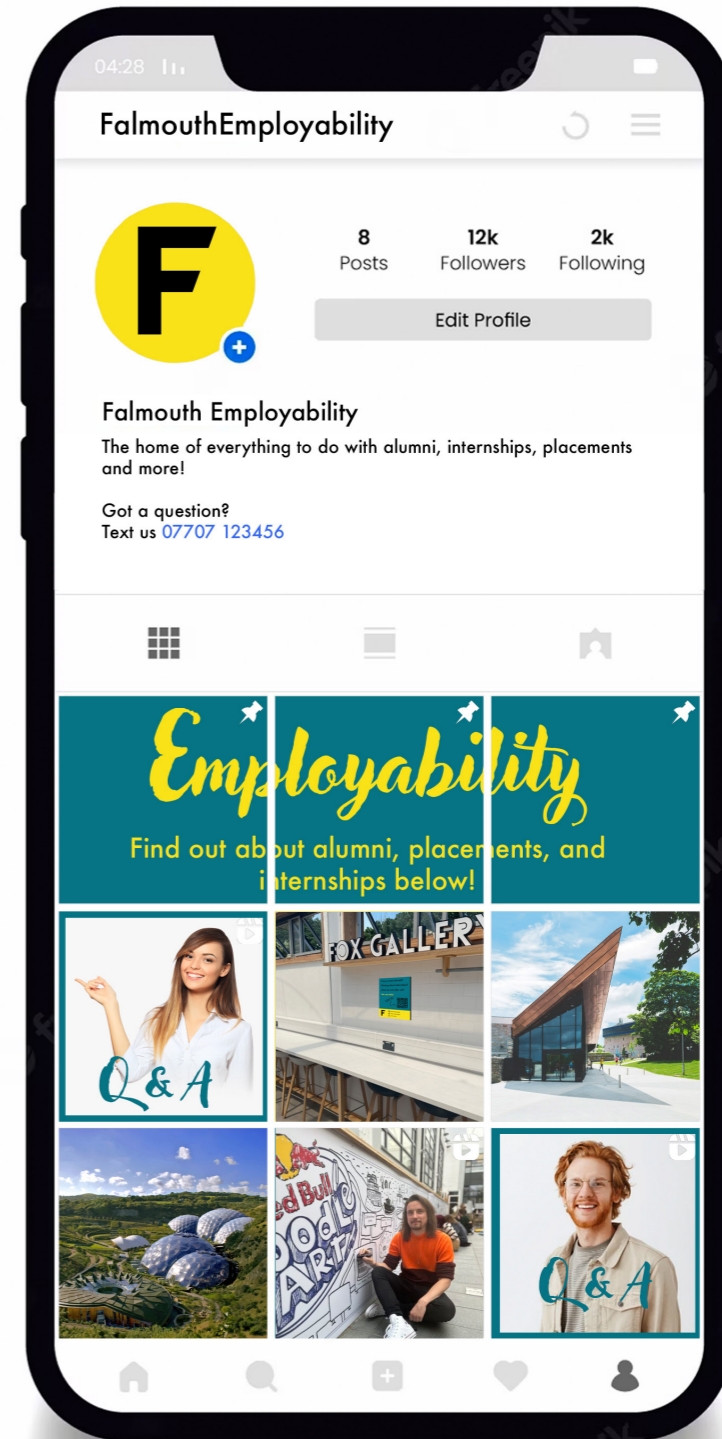 04:28
FalmouthEmployability
F
8 12k 2k
Posts Followers Following
Edit Profile
Falmouth Employability
The home of everything to do with alumni, internships, placements
and more!
Got a question?
Text us 07707 123456
Employability
Find out about alumni, placements, and
internships below!
Q & A
FOX GALLERY
F
ed Bull
DOODLE
ART
Q & A